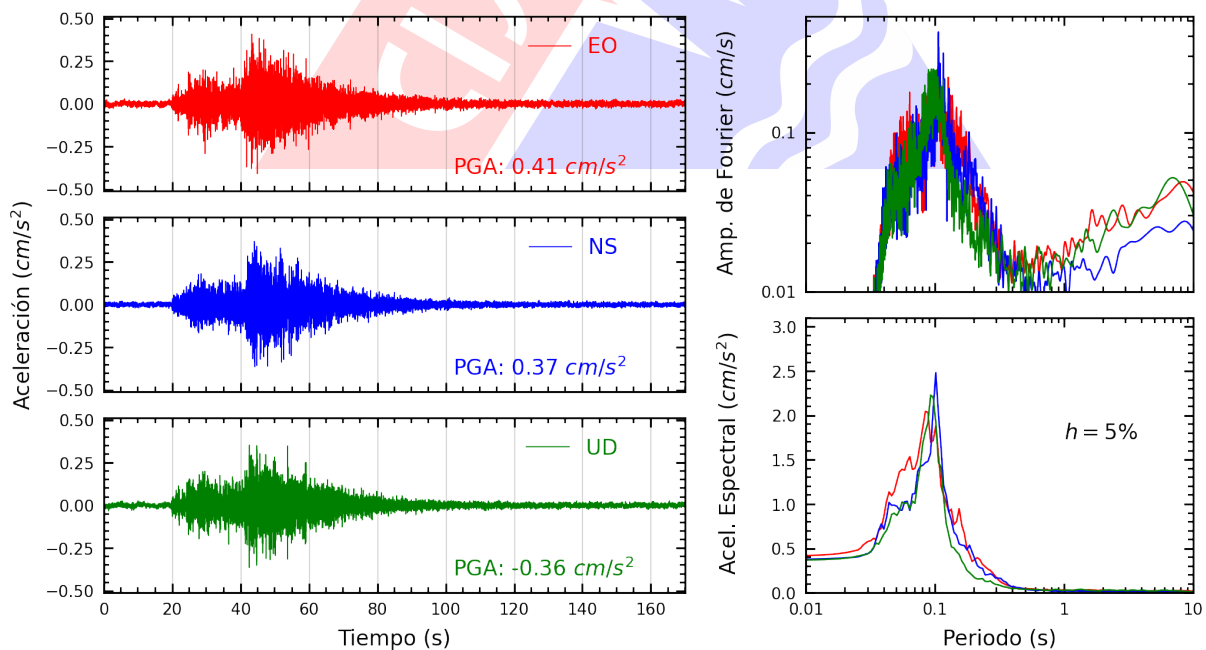 Aceleración (cm/s²)
0.50
0.25
0.00
−0.25
−0.50
EO
PGA: 0.41 cm/s²
0.50
0.25
0.00
−0.25
−0.50
NS
PGA: 0.37 cm/s²
0.50
0.25
0.00
−0.25
−0.50
UD
PGA: -0.36 cm/s²
0 20 40 60 80 100 120 140 160
Tiempo (s)
Amp. de Fourier (cm/s)
0.1
0.01
Acel. Espectral (cm/s²)
3.0
2.5
2.0
1.5
1.0
0.5
0.0
h = 5%
0.01 0.1 1 10
Periodo (s)